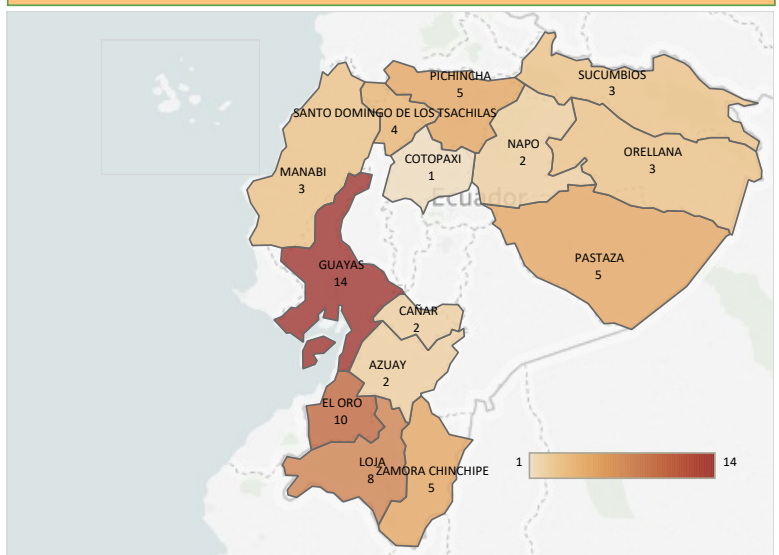 PICHINCHA
5
SUCUMBIOS
3
SANTO DOMINGO DE LOS TSACHILAS
4
NAPO
2
COTOPAXI
1
ORELLANA
3
MANABI
3
Ecuador
PASTAZA
5
GUAYAS
14
CAÑAR
2
AZUAY
2
EL ORO
10
LOJA
8
ZAMORA CHINCHIPE
5
1
14